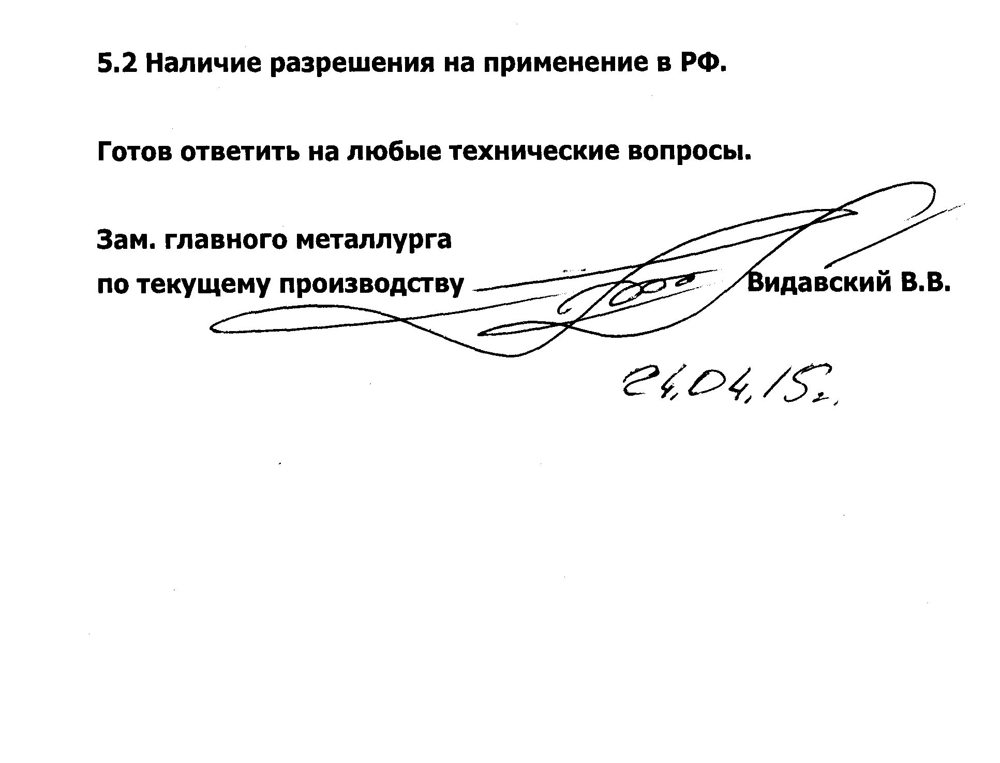 5.2 Наличие разрешения на применение в РФ.
Готов ответить на любые технические вопросы.
Зам. главного металлурга
по текущему производству Видавский В.В.
24.04.15г.